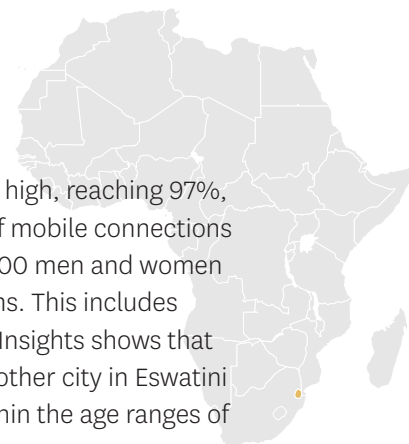 high, reaching 97%,
f mobile connections
00 men and women
ns. This includes
Insights shows that
other city in Eswatini
hin the age ranges of